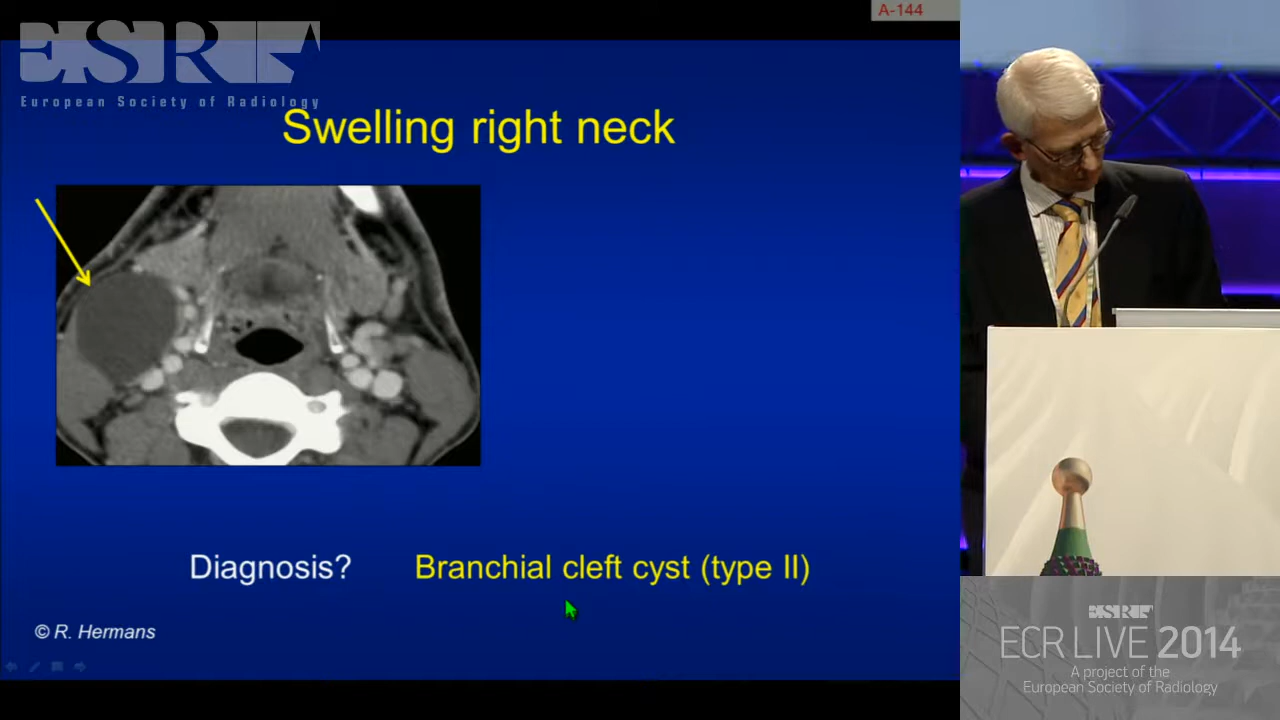 A-144
ESR
European Society of Radiology
Swelling right neck
Diagnosis? Branchial cleft cyst (type II)
© R. Hermans
ESR
ECR LIVE 2014
A project of the
European Society of Radiology